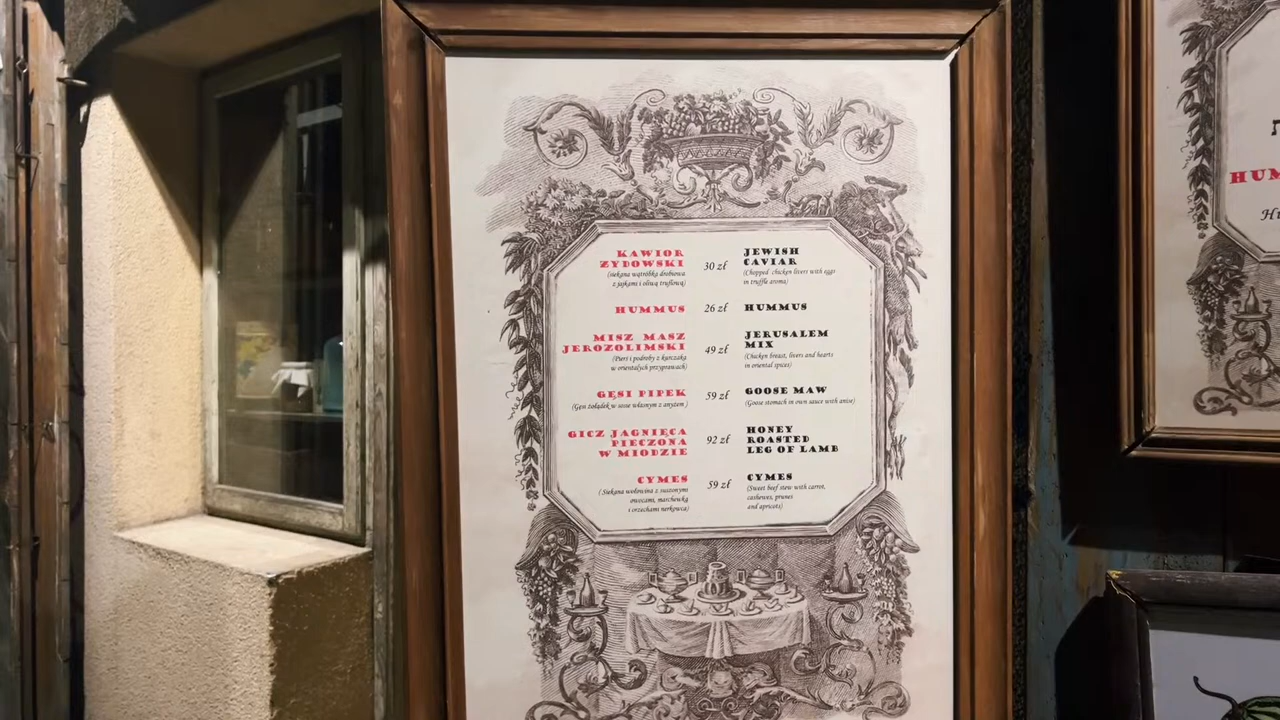 KAWIOR
ŻYDOWSKI
(siekana wątróbka drobiowa
z jajkami i oliwą truflową)
30 zł
JEWISH
CAVIAR
(Chopped chicken livers with eggs
in truffle aroma)
HUMMUS
26 zł
HUMMUS
MISZ MASZ
JEROZOLIMSKI
(Piers i podroby z kurczaka
w orientalych przyprawach)
49 zł
JERUSALEM
MIX
(Chicken breast, livers and hearts
in oriental spices)
GĘSI PIPEK
(Gęsi żołądek w sosie własnym z anyżem)
59 zł
GOOSE MAW
(Goose stomach in own sauce with anise)
GICZ JAGNIĘCA
PIECZONA
W MIODZIE
92 zł
HONEY
ROASTED
LEG OF LAMB
CYMES
(Siekana wołowina z suszonymi
owocami, marchewką
i orzechami nerkowca)
59 zł
CYMES
(Sweet beef stew with carrot,
cashewes, prunes
and apricots)
HUM